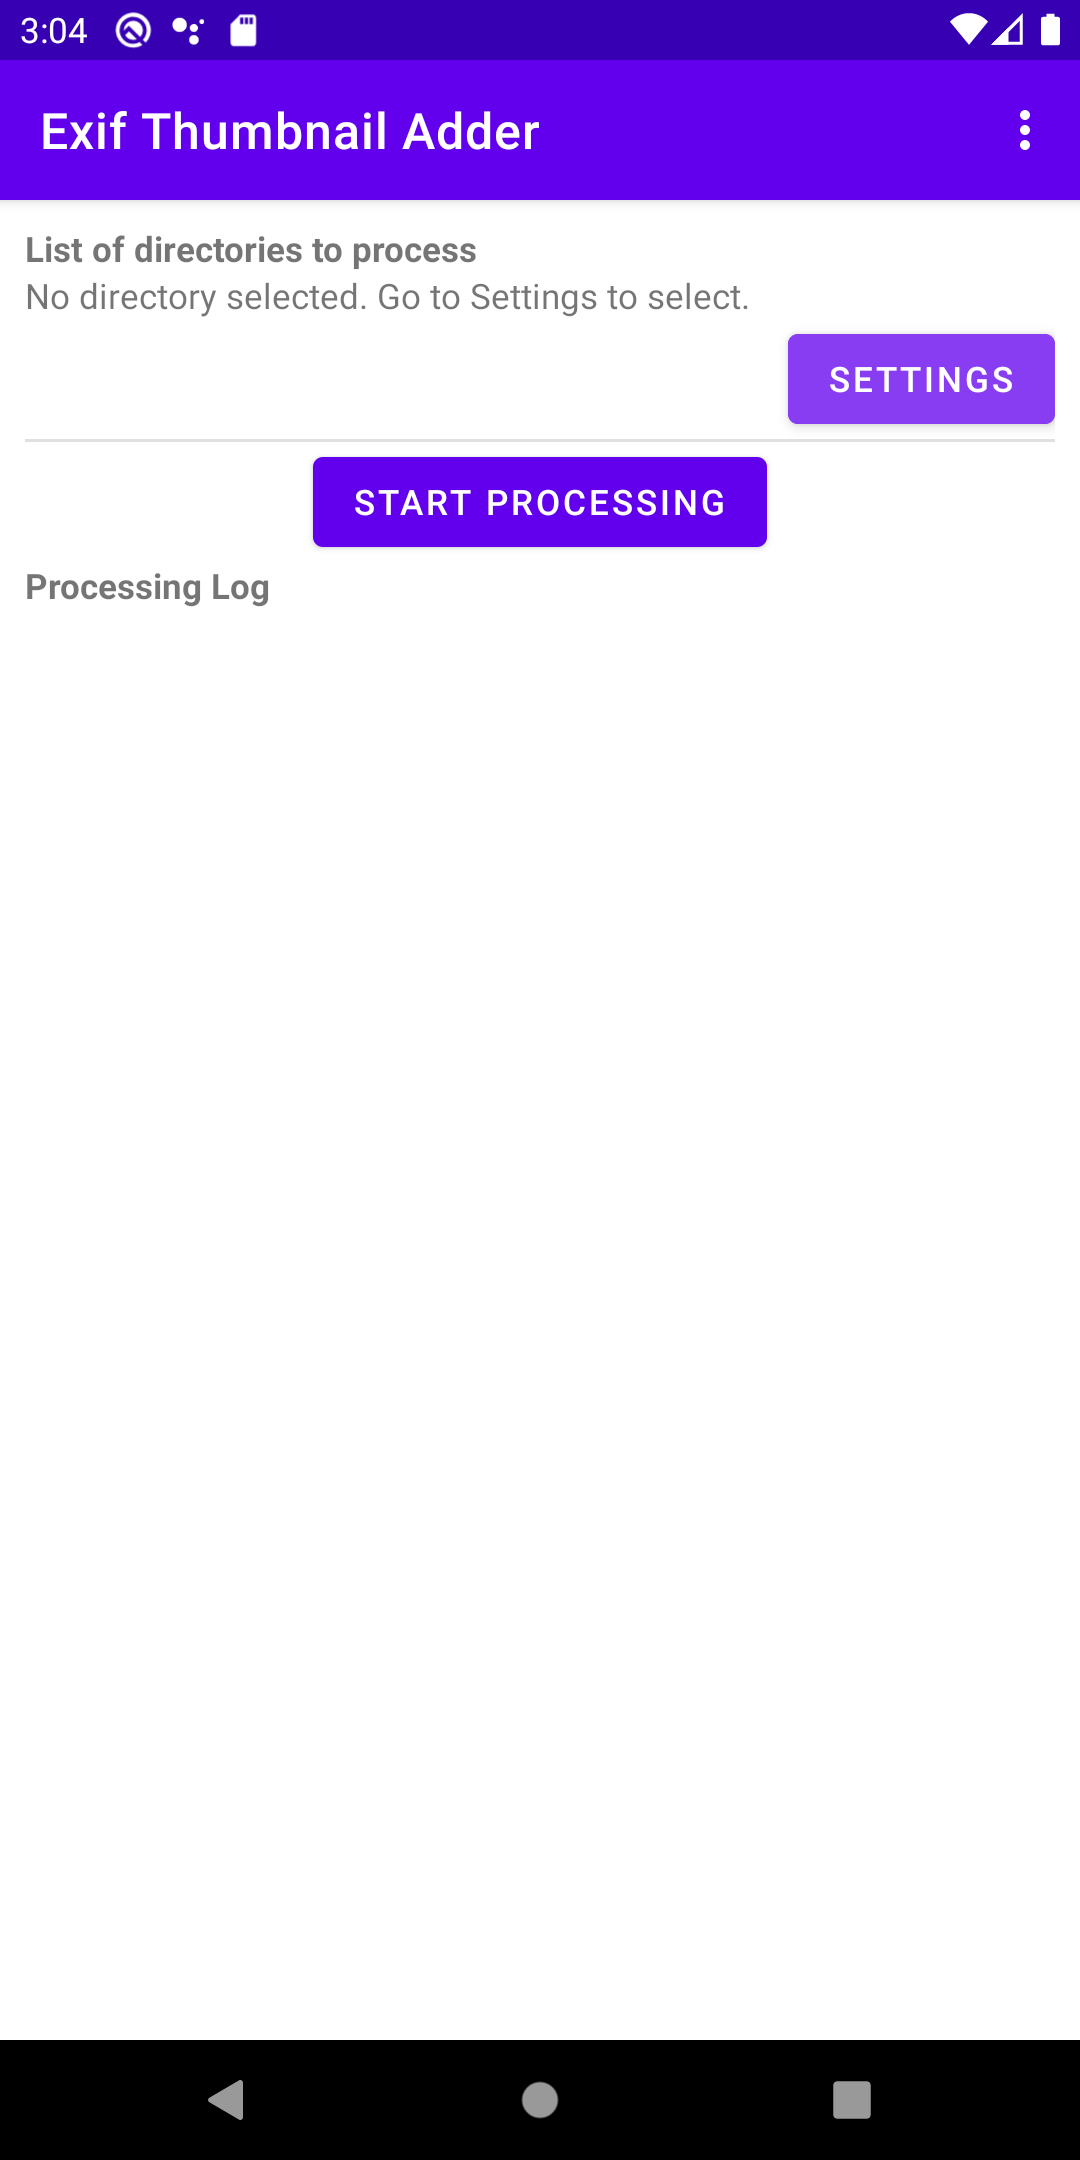 3:04
Exif Thumbnail Adder
List of directories to process
No directory selected. Go to Settings to select.
SETTINGS
START PROCESSING
Processing Log